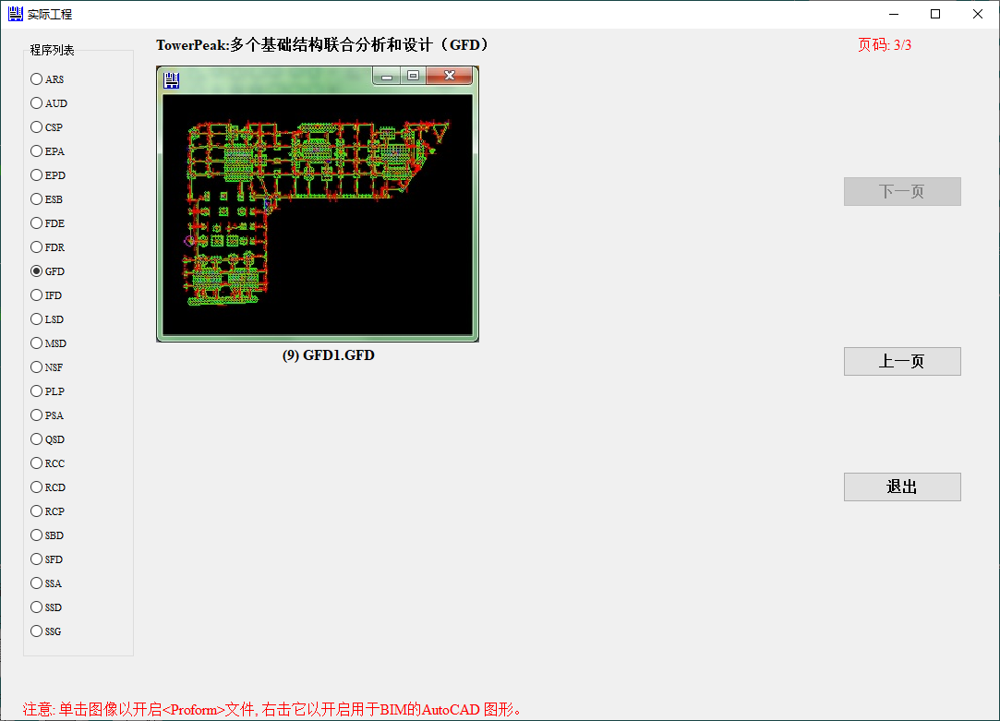 实际工程
程序列表
TowerPeak:多个基础结构联合分析和设计（GFD）
页码: 3/3
ARS
AUD
CSP
EPA
EPD
ESB
FDE
FDR
GFD
IFD
LSD
MSD
NSF
PLP
PSA
QSD
RCC
RCD
RCP
SBD
SFD
SSA
SSD
SSG
(9) GFD1.GFD
下一页
上一页
退出
注意: 单击图像以开启<Proform>文件, 右击它以开启用于BIM的AutoCAD 图形。